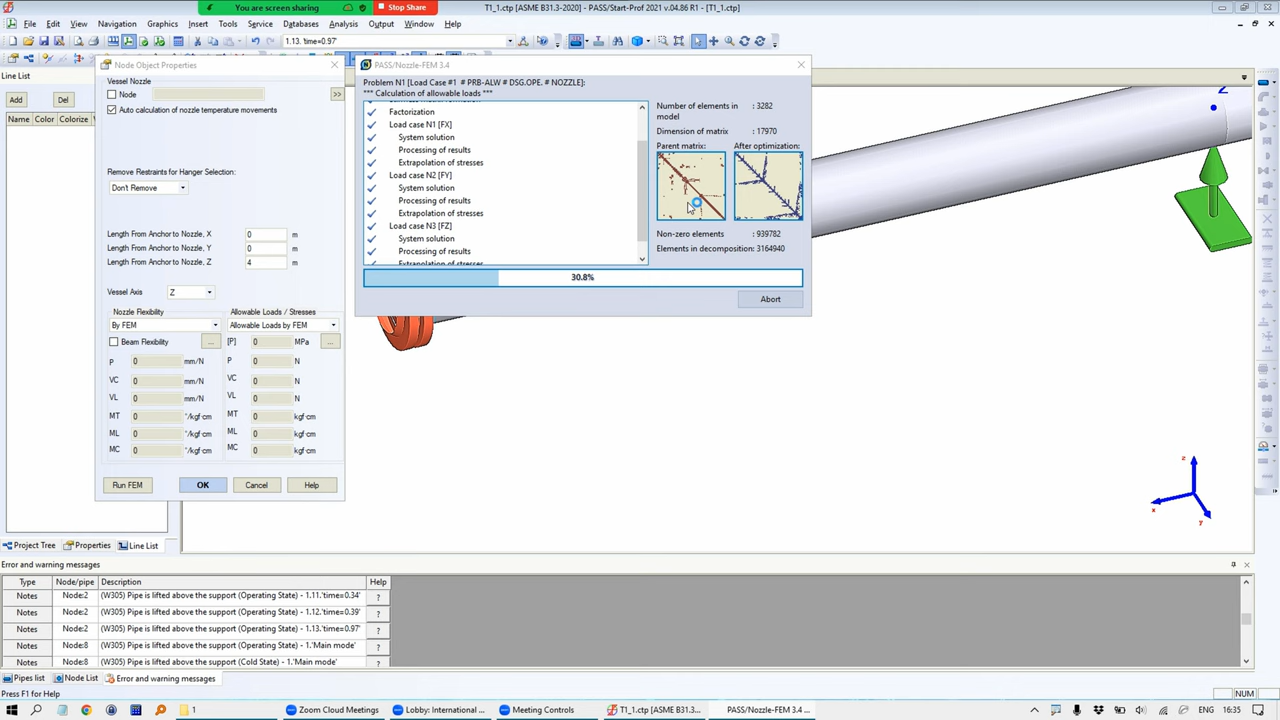 You are screen sharing
Stop Share
T1_1.ctp [ASME B31.3-2020] - PASS/Start-Prof 2021 v.04.86 R1 - [T1_1.ctp]
File Edit View Navigation Graphics Insert Tools Service Databases Analysis Output Window Help
1.13. time=0.97'
Line List
Add Del
Name Color Colorize
Node Object Properties
Vessel Nozzle
Node
>>
Auto calculation of nozzle temperature movements
Remove Restraints for Hanger Selection:
Don't Remove
Length From Anchor to Nozzle, X 0 m
Length From Anchor to Nozzle, Y 0 m
Length From Anchor to Nozzle, Z 4 m
Vessel Axis Z
Nozzle Flexibility Allowable Loads / Stresses
By FEM Allowable Loads by FEM
Beam Flexibility ... [P] 0 MPa ...
P 0 mm/N P 0 N
VC 0 mm/N VC 0 N
VL 0 mm/N VL 0 N
MT 0 °/kgf·cm MT 0 kgf·cm
ML 0 °/kgf·cm ML 0 kgf·cm
MC 0 °/kgf·cm MC 0 kgf·cm
Run FEM OK Cancel Help
PASS/Nozzle-FEM 3.4
Problem N1 [Load Case #1 # PRB-ALW # DSG.OPE. # NOZZLE]:
*** Calculation of allowable loads ***
Factorization
Load case N1 [FX]
System solution
Processing of results
Extrapolation of stresses
Load case N2 [FY]
System solution
Processing of results
Extrapolation of stresses
Load case N3 [FZ]
System solution
Processing of results
Extrapolation of stresses
Number of elements in model : 3282
Dimension of matrix : 17970
Parent matrix: After optimization:
Non-zero elements : 939782
Elements in decomposition : 3164940
30.8%
Abort
Z
z
x
y
Project Tree Properties Line List
Error and warning messages
Type Node/pipe Description Help
Notes Node:2 (W305) Pipe is lifted above the support (Operating State) - 1.11.'time=0.34' ?
Notes Node:2 (W305) Pipe is lifted above the support (Operating State) - 1.12.'time=0.39' ?
Notes Node:2 (W305) Pipe is lifted above the support (Operating State) - 1.13.'time=0.97' ?
Notes Node:8 (W305) Pipe is lifted above the support (Operating State) - 1.'Main mode' ?
Notes Node:8 (W305) Pipe is lifted above the support (Cold State) - 1.'Main mode' ?
Pipes list Node List Error and warning messages
Press F1 for Help
NUM
1
Zoom Cloud Meetings
Lobby: International ...
Meeting Controls
T1_1.ctp [ASME B31....
PASS/Nozzle-FEM 3....
ENG 16:35